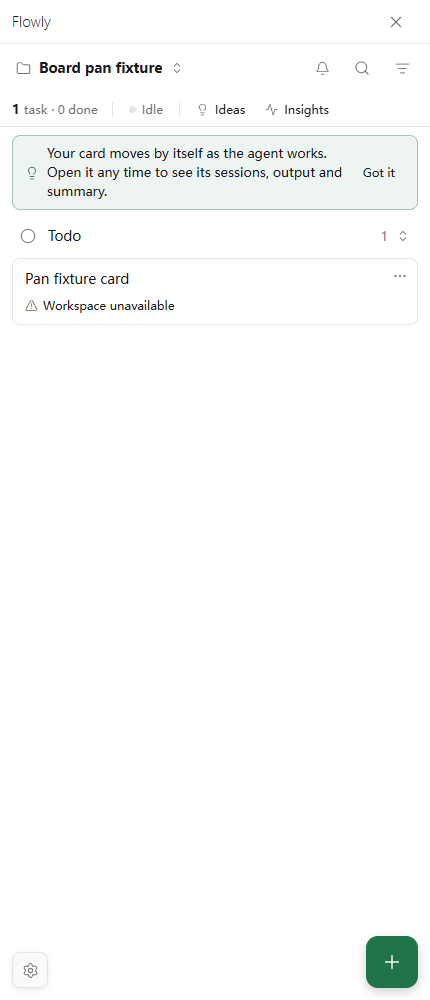 Flowly
Board pan fixture
1 task · 0 done
Idle
Ideas
Insights
Your card moves by itself as the agent works.
Open it any time to see its sessions, output and
summary.
Got it
Todo
1
Pan fixture card
Workspace unavailable